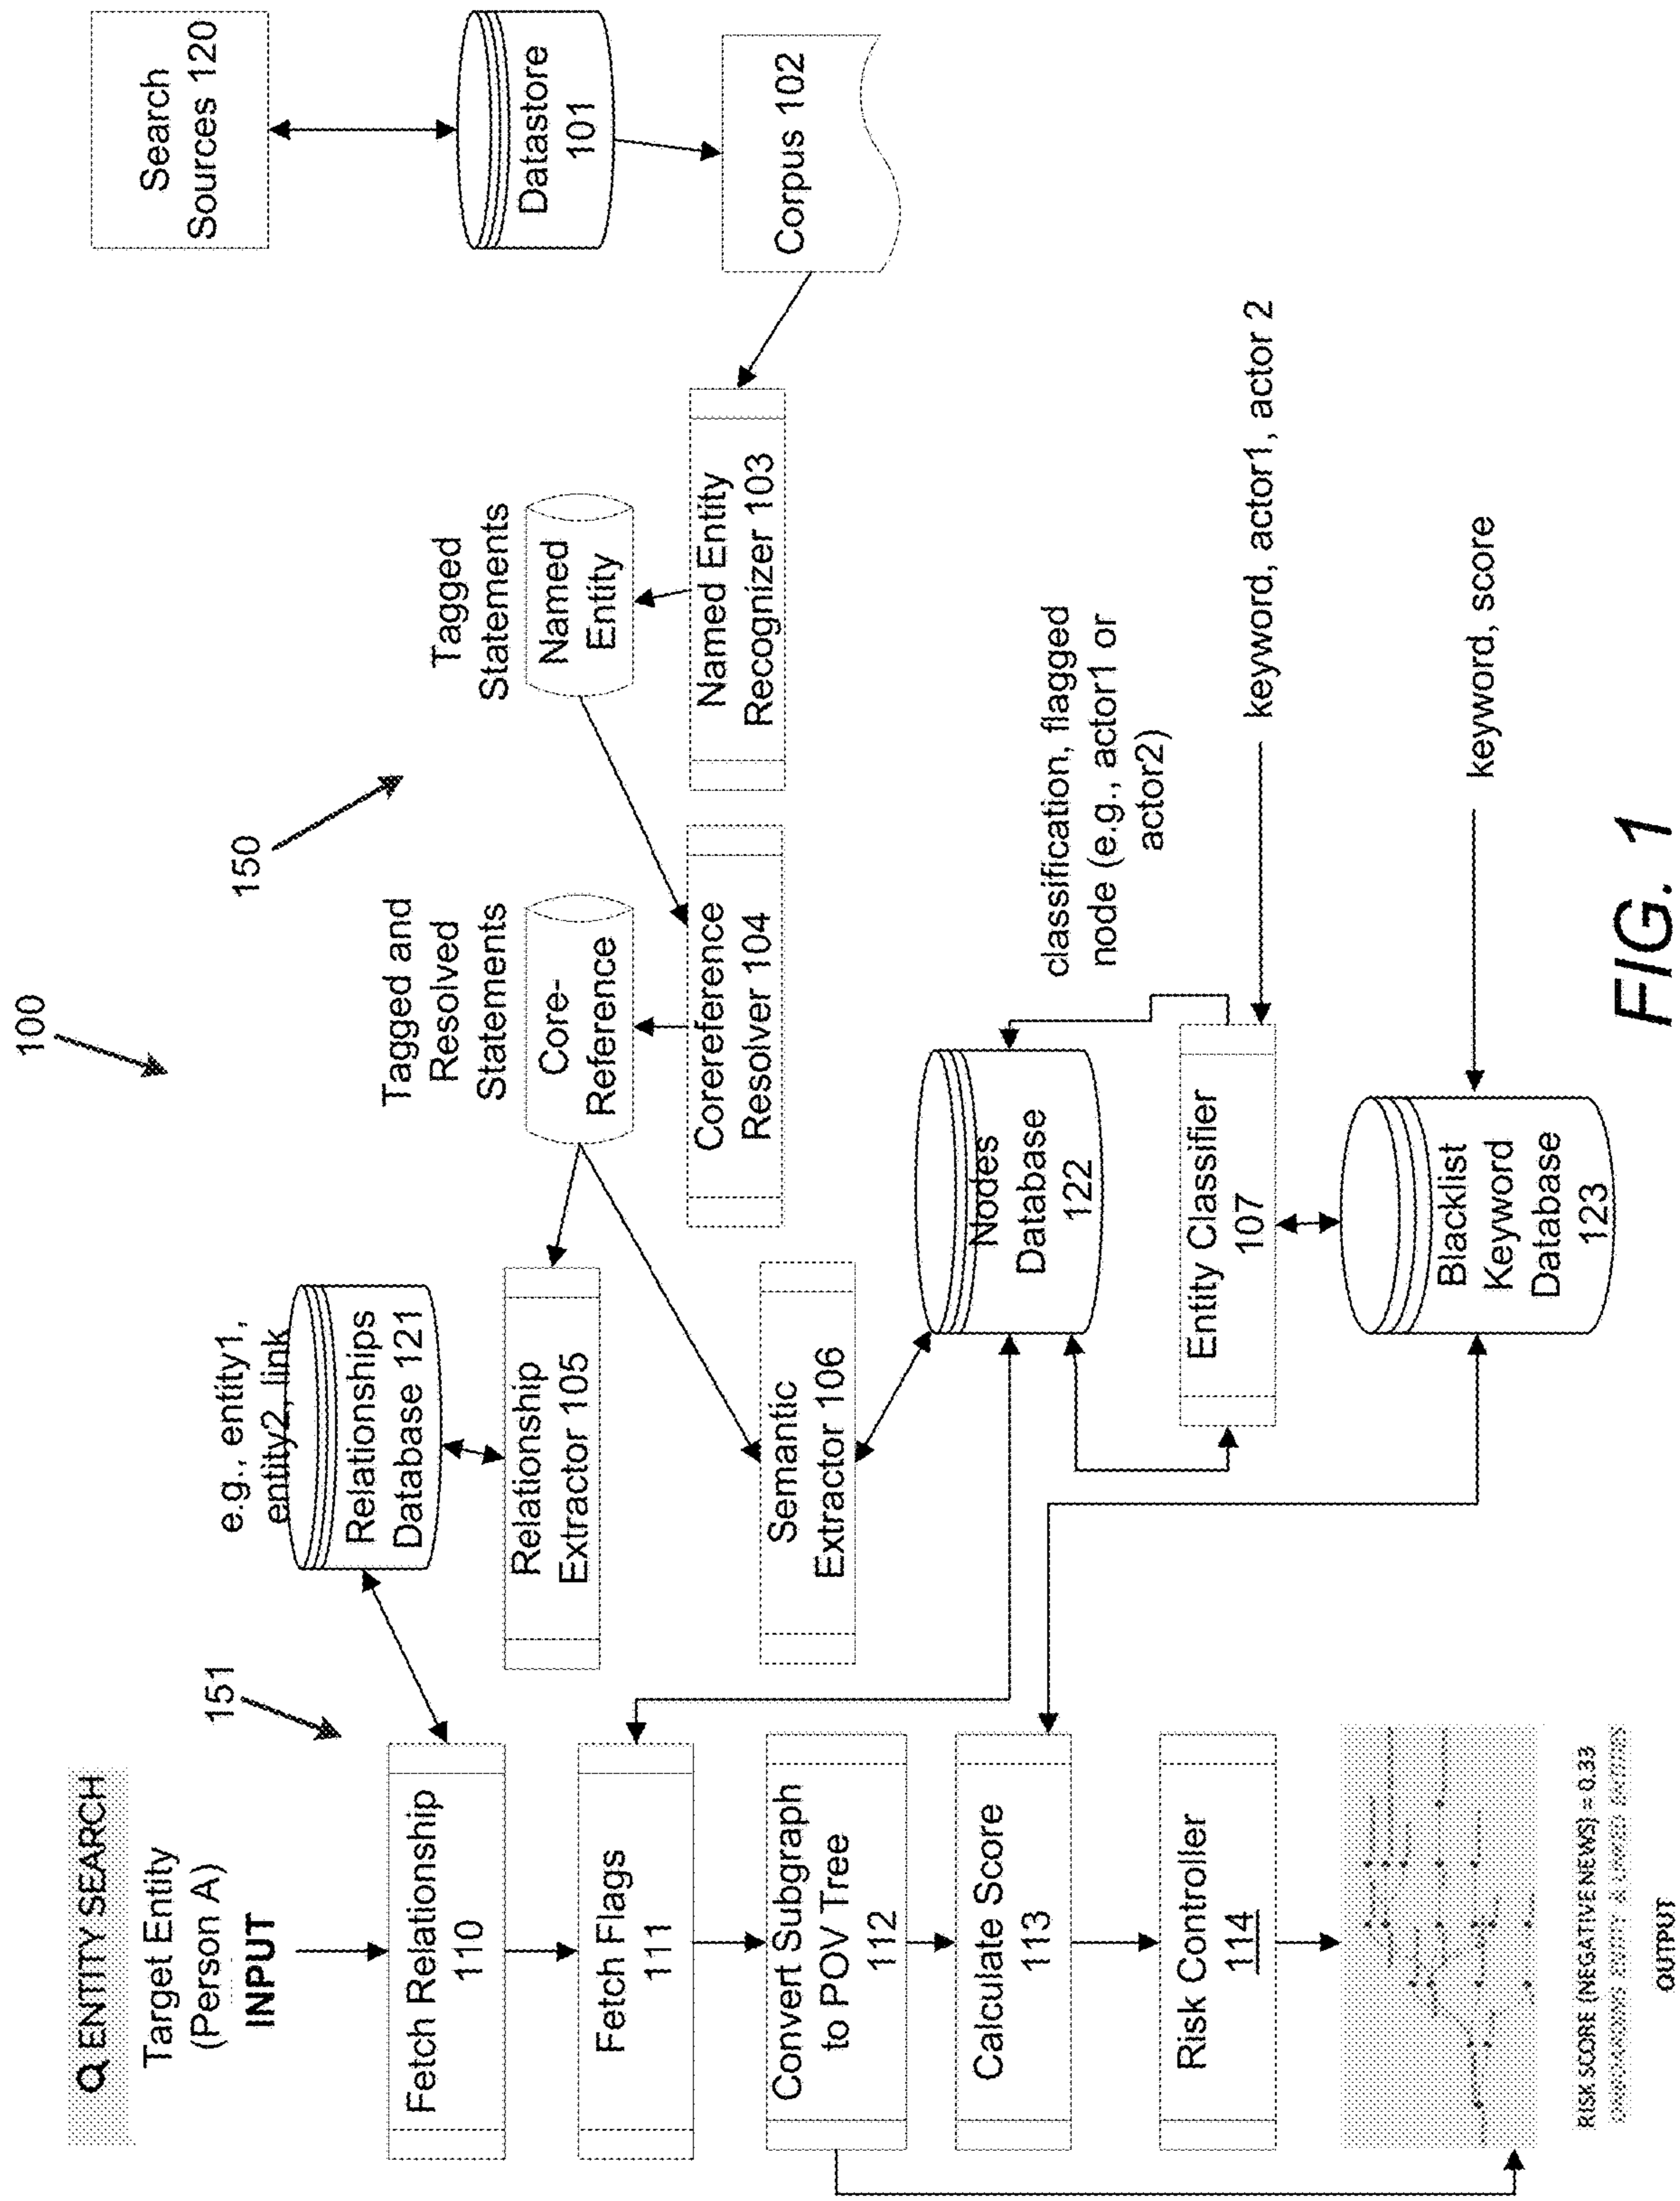 100
ENTITY SEARCH
Target Entity
(Person A)
INPUT
151
Fetch Relationship
110
Fetch Flags
111
Convert Subgraph
to POV Tree
112
Calculate Score
113
Risk Controller
114
RISK SCORE (NEGATIVE NEWS) = 0.33
OUTPUT
e.g., entity1,
entity2, link
Relationships
Database 121
Relationship
Extractor 105
Semantic
Extractor 106
Tagged and
Resolved
Statements
Core-
Reference
Corereference
Resolver 104
150
Tagged
Statements
Named
Entity
Named Entity
Recognizer 103
Search
Sources 120
Datastore
101
Corpus 102
Nodes
Database
122
classification, flagged
node (e.g., actor1 or
actor2)
Entity Classifier
107
keyword, actor1, actor 2
Blacklist
Keyword
Database
123
keyword, score
FIG. 1